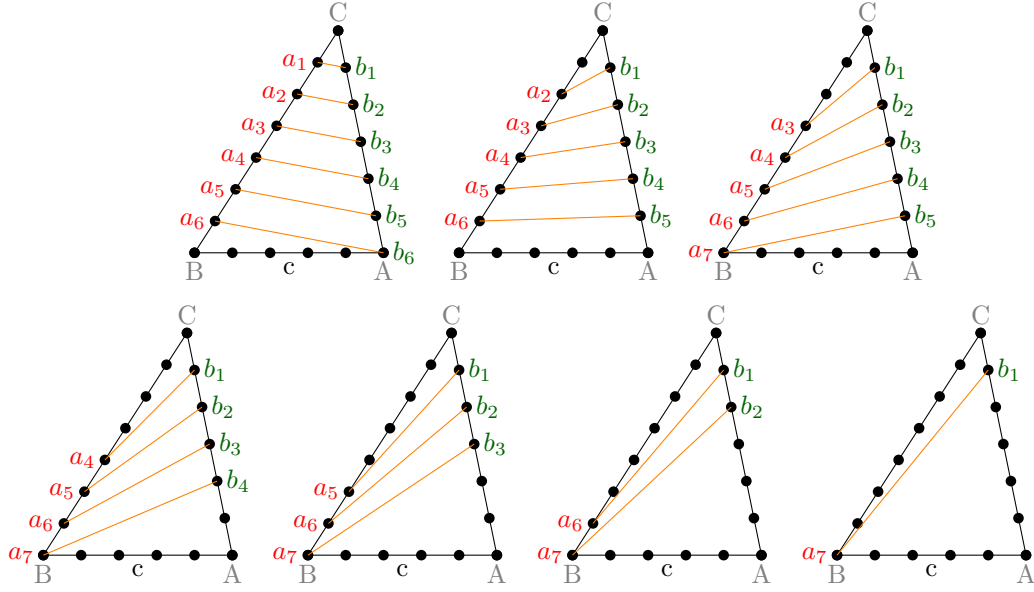 C C C
a₁ b₁ b₁ b₁
a₂ b₂ a₂ b₂ b₂
a₃ b₃ a₃ b₃ a₃ b₃
a₄ b₄ a₄ b₄ a₄ b₄
a₅ b₅ a₅ b₅ a₅ b₅
a₆ b₆ a₆ a₆
a₇
B c A B c A B c A
C C C C
b₁ b₁ b₁ b₁
b₂ b₂ b₂
a₄ b₃ b₃
a₅ b₄ a₅
a₆ a₆ a₆
a₇ a₇ a₇ a₇
B c A B c A B c A B c A